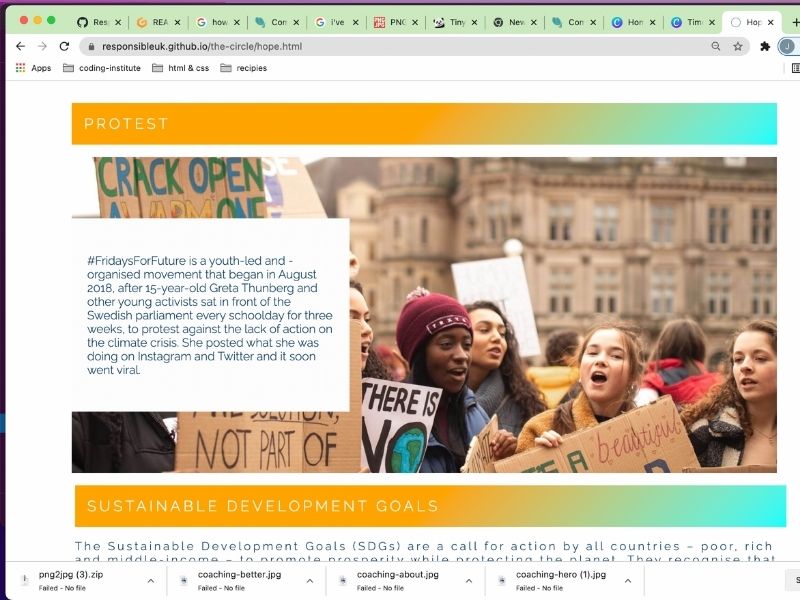 Resp
REA
how
Con
i've
PNG
Tiny
New
Con
Hon
Time
Hop
responsibleuk.github.io/the-circle/hope.html
J
Apps
coding-institute
html & css
recipies
PROTEST
CRACK OPEN
#FridaysForFuture is a youth-led and -
organised movement that began in August
2018, after 15-year-old Greta Thunberg and
other young activists sat in front of the
Swedish parliament every schoolday for three
weeks, to protest against the lack of action on
the climate crisis. She posted what she was
doing on Instagram and Twitter and it soon
went viral.
THERE IS
NO
THE SOLUTION,
NOT PART OF
beautiful
SUSTAINABLE DEVELOPMENT GOALS
The Sustainable Development Goals (SDGs) are a call for action by all countries – poor, rich
and middle-income – to promote prosperity while protecting the planet. They recognise that
png2jpg (3).zip
Failed - No file
coaching-better.jpg
Failed - No file
coaching-about.jpg
Failed - No file
coaching-hero (1).jpg
Failed - No file